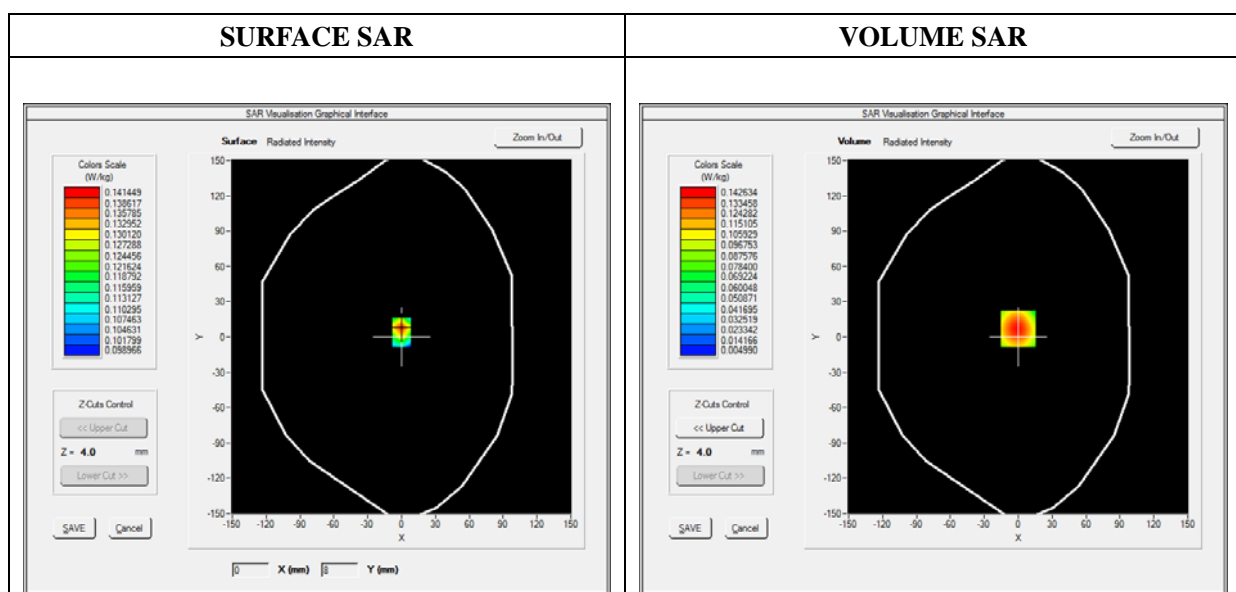 SURFACE SAR
VOLUME SAR
SAR Visualisation Graphical Interface
Surface Radiated Intensity
Zoom In/Out
Colors Scale
(W/kg)
0.141449
0.138617
0.135785
0.132952
0.130120
0.127288
0.124456
0.121624
0.118792
0.115959
0.113127
0.110295
0.107463
0.104631
0.101799
0.098966
Z-Cuts Control
<< Upper Cut
Z = 4.0 mm
Lower Cut >>
SAVE Cancel
150
120
90
60
30
0
-30
-60
-90
-120
-150
Y
-150 -120 -90 -60 -30 0 30 60 90 120 150
X
0 X (mm) 8 Y (mm)
SAR Visualisation Graphical Interface
Volume Radiated Intensity
Zoom In/Out
Colors Scale
(W/kg)
0.142634
0.133458
0.124282
0.115105
0.105929
0.096753
0.087576
0.078400
0.069224
0.060048
0.050871
0.041695
0.032519
0.023342
0.014166
0.004990
Z-Cuts Control
<< Upper Cut
Z = 4.0 mm
Lower Cut >>
SAVE Cancel
150
120
90
60
30
0
-30
-60
-90
-120
-150
Y
-150 -120 -90 -60 -30 0 30 60 90 120 150
X